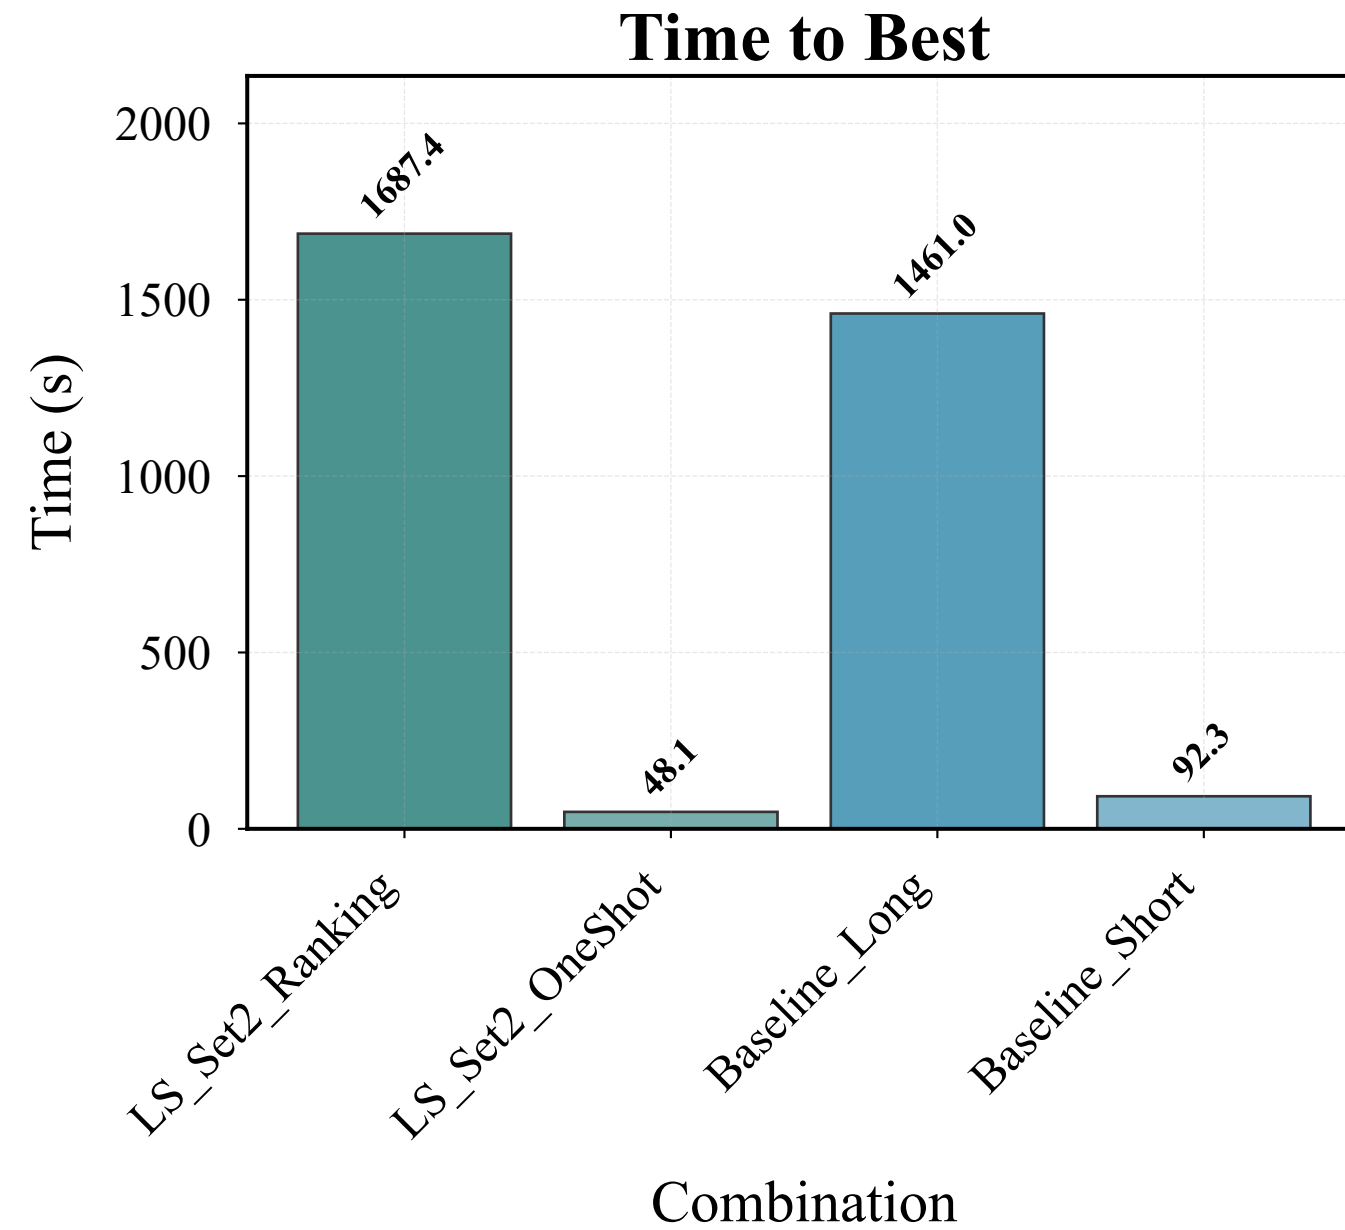 Time to Best
Time (s)
2000
1500
1000
500
0
1687.4
48.1
1461.0
92.3
LS_Set2_Ranking
LS_Set2_OneShot
Baseline_Long
Baseline_Short
Combination